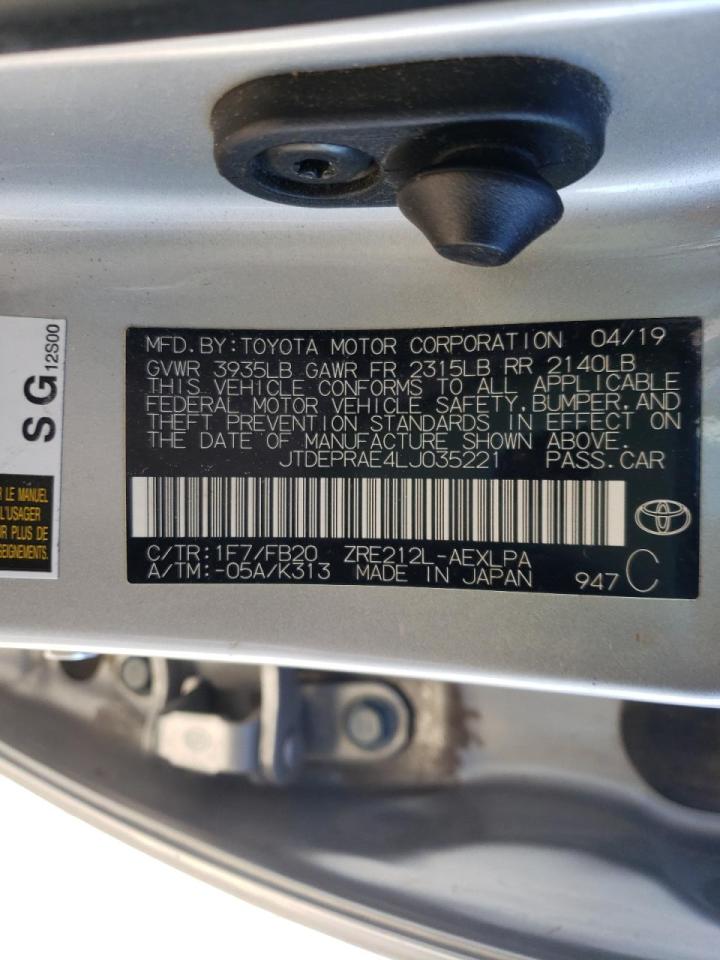 MFD.BY:TOYOTA MOTOR CORPORATION 04/19
GVWR 3935LB GAWR FR 2315LB RR 2140LB
THIS VEHICLE CONFORMS TO ALL APPLICABLE
FEDERAL MOTOR VEHICLE SAFETY, BUMPER, AND
THEFT PREVENTION STANDARDS IN EFFECT ON
THE DATE OF MANUFACTURE SHOWN ABOVE.
JTDEPRAE4LJ035221 PASS.CAR
C/TR:1F7/FB20 ZRE212L-AEXLPA
A/TM:-05A/K313 MADE IN JAPAN 947 C
SG 12S00
R LE MANUEL
L'USAGER
R PLUS DE
SEIGNEMENTS